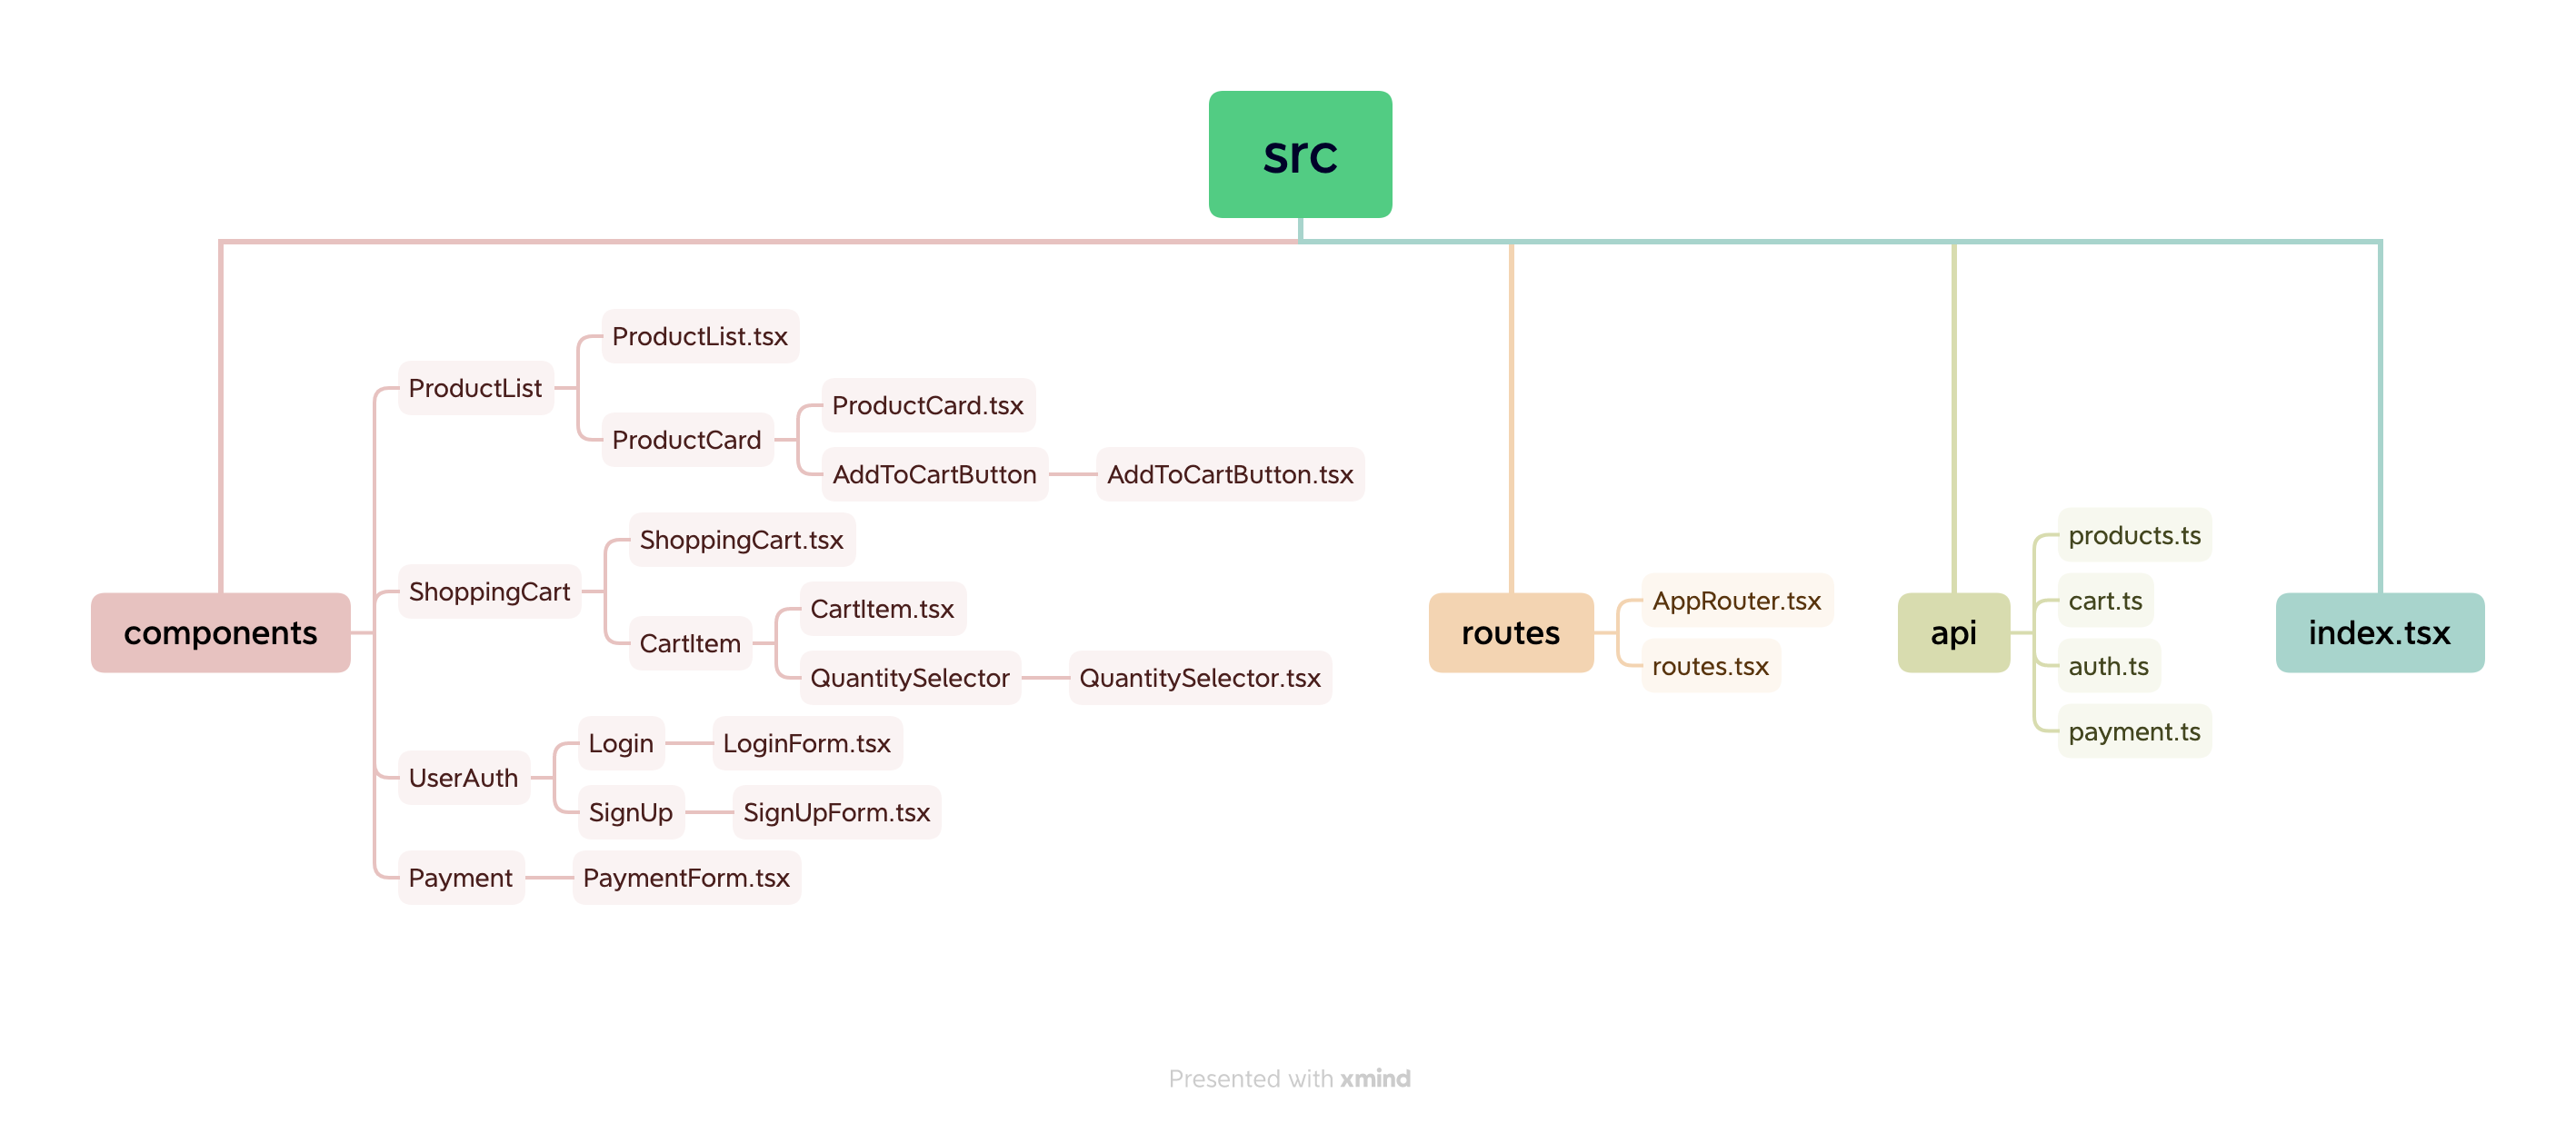 src
components
ProductList
ProductList.tsx
ProductCard
ProductCard.tsx
AddToCartButton
AddToCartButton.tsx
ShoppingCart
ShoppingCart.tsx
CartItem
CartItem.tsx
QuantitySelector
QuantitySelector.tsx
UserAuth
Login
LoginForm.tsx
SignUp
SignUpForm.tsx
Payment
PaymentForm.tsx
routes
AppRouter.tsx
routes.tsx
api
products.ts
cart.ts
auth.ts
payment.ts
index.tsx
Presented with xmind